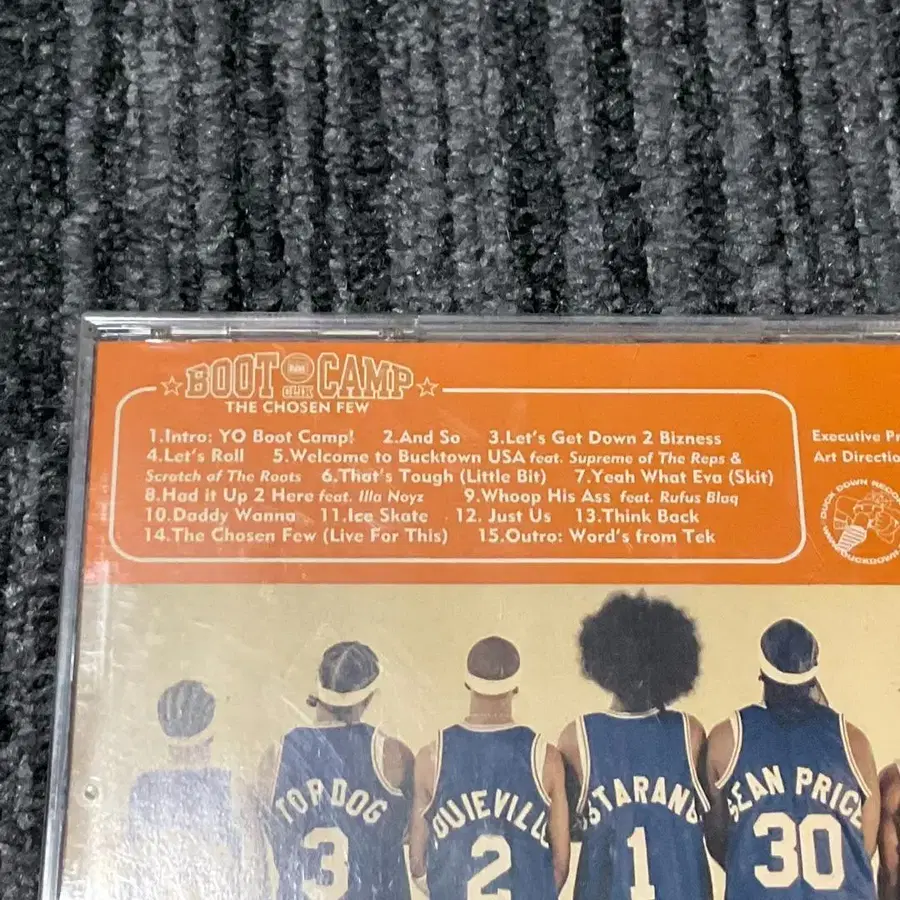 BOOT CAMP
THE CHOSEN FEW
1.Intro: YO Boot Camp! 2.And So 3.Let's Get Down 2 Bizness
4.Let's Roll 5.Welcome to Bucktown USA feat. Supreme of The Reps &
Scratch of The Roots 6.That's Tough (Little Bit) 7.Yeah What Eva (Skit)
8.Had it Up 2 Here feat. Illa Noyz 9.Whoop His Ass feat. Rufus Blaq
10.Daddy Wanna 11.Ice Skate 12. Just Us 13.Think Back
14.The Chosen Few (Live For This) 15.Outro: Word's from Tek
Executive Pr
Art Directio
DUCK DOWN RECOR
TOPDOG
3
OUIEVILL
2
STARANG
1
SEAN PRICE
30